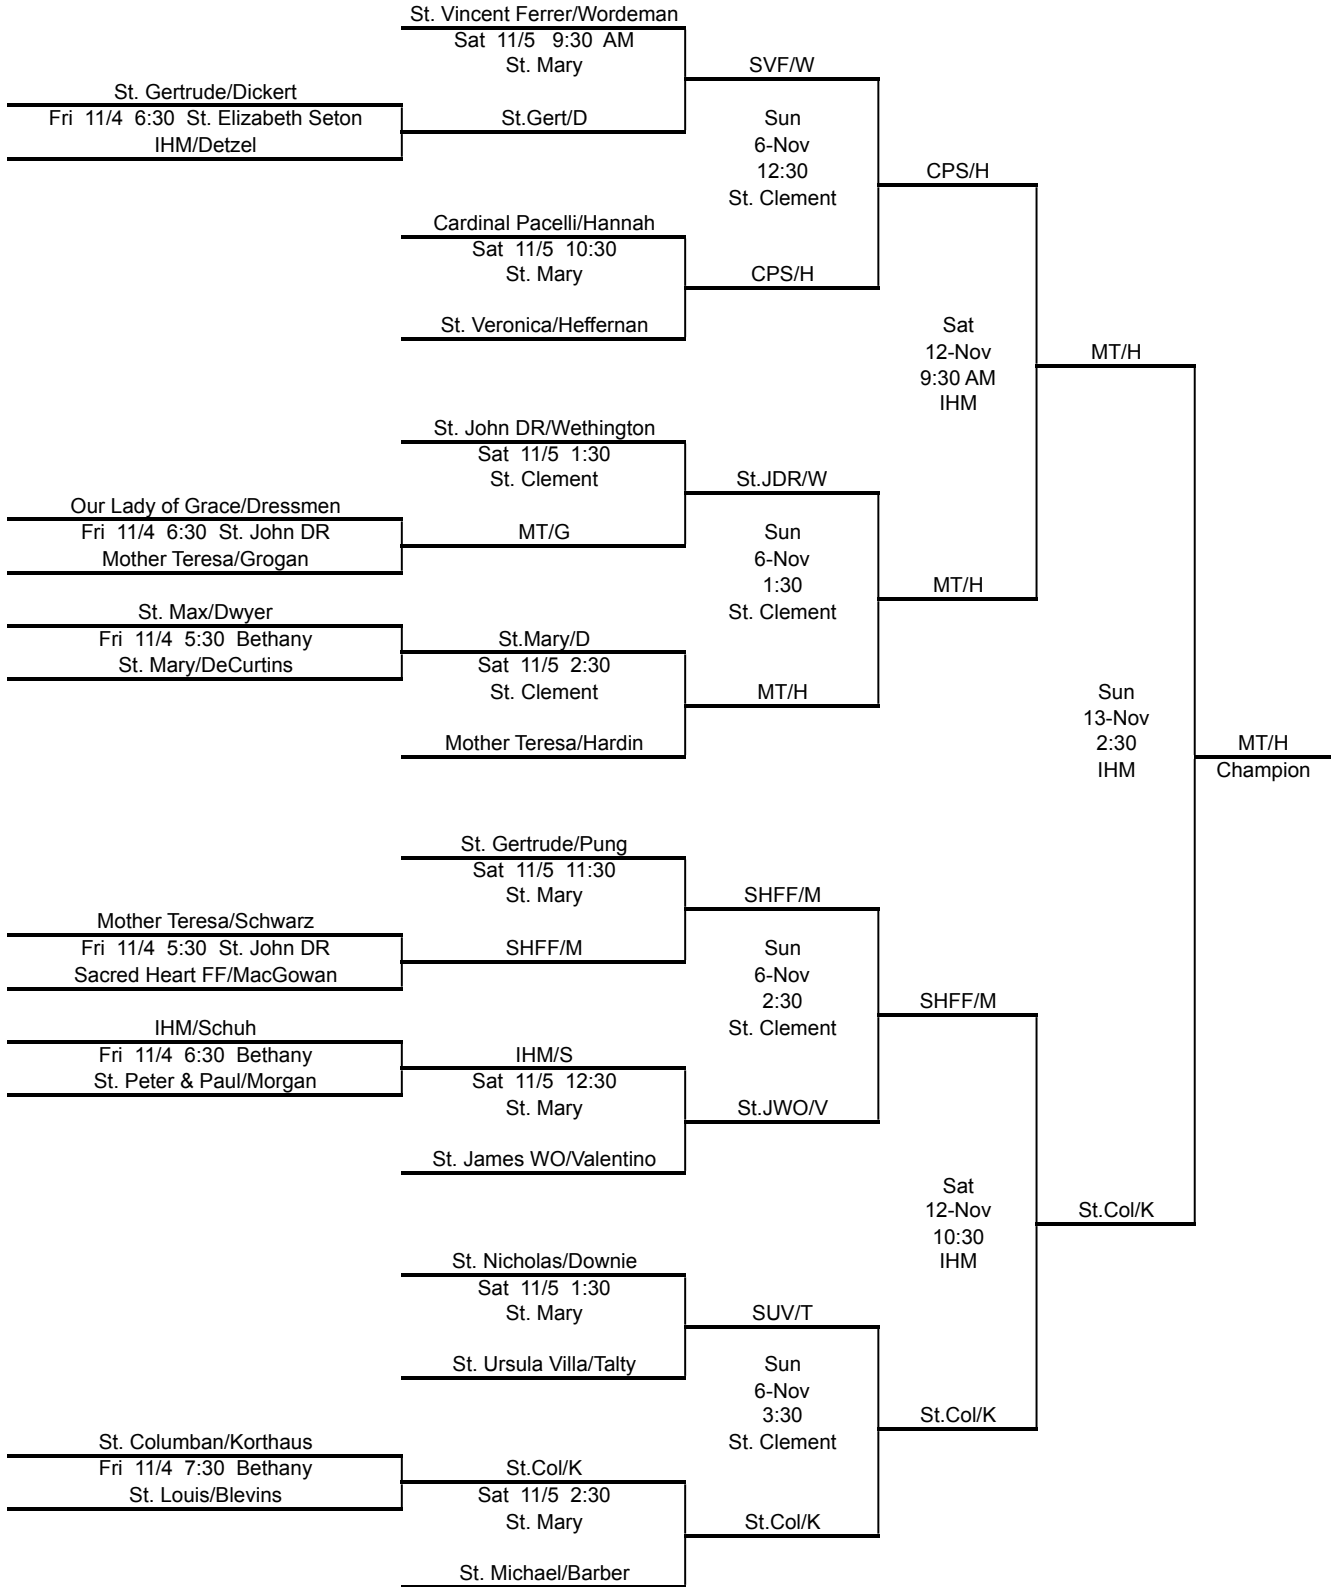 St. Vincent Ferrer/Wordeman
Sat 11/5 9:30 AM
St. Mary
SVF/W
St. Gertrude/Dickert
Fri 11/4 6:30 St. Elizabeth Seton
St.Gert/D
Sun
IHM/Detzel
6-Nov
12:30
CPS/H
St. Clement
Cardinal Pacelli/Hannah
Sat 11/5 10:30
St. Mary
CPS/H
St. Veronica/Heffernan
Sat
12-Nov
MT/H
9:30 AM
IHM
St. John DR/Wethington
Sat 11/5 1:30
St. Clement
St.JDR/W
Our Lady of Grace/Dressmen
Fri 11/4 6:30 St. John DR
MT/G
Sun
Mother Teresa/Grogan
6-Nov
1:30
MT/H
St. Max/Dwyer
St. Clement
Fri 11/4 5:30 Bethany
St.Mary/D
St. Mary/DeCurtins
Sat 11/5 2:30
St. Clement
MT/H
Sun
13-Nov
Mother Teresa/Hardin
2:30
MT/H
IHM
Champion
St. Gertrude/Pung
Sat 11/5 11:30
St. Mary
SHFF/M
Mother Teresa/Schwarz
Fri 11/4 5:30 St. John DR
SHFF/M
Sun
Sacred Heart FF/MacGowan
6-Nov
2:30
SHFF/M
IHM/Schuh
St. Clement
Fri 11/4 6:30 Bethany
IHM/S
St. Peter & Paul/Morgan
Sat 11/5 12:30
St. Mary
St.JWO/V
St. James WO/Valentino
Sat
12-Nov
St.Col/K
10:30
IHM
St. Nicholas/Downie
Sat 11/5 1:30
St. Mary
SUV/T
St. Ursula Villa/Talty
Sun
6-Nov
3:30
St.Col/K
St. Clement
St. Columban/Korthaus
Fri 11/4 7:30 Bethany
St.Col/K
St. Louis/Blevins
Sat 11/5 2:30
St. Mary
St.Col/K
St. Michael/Barber